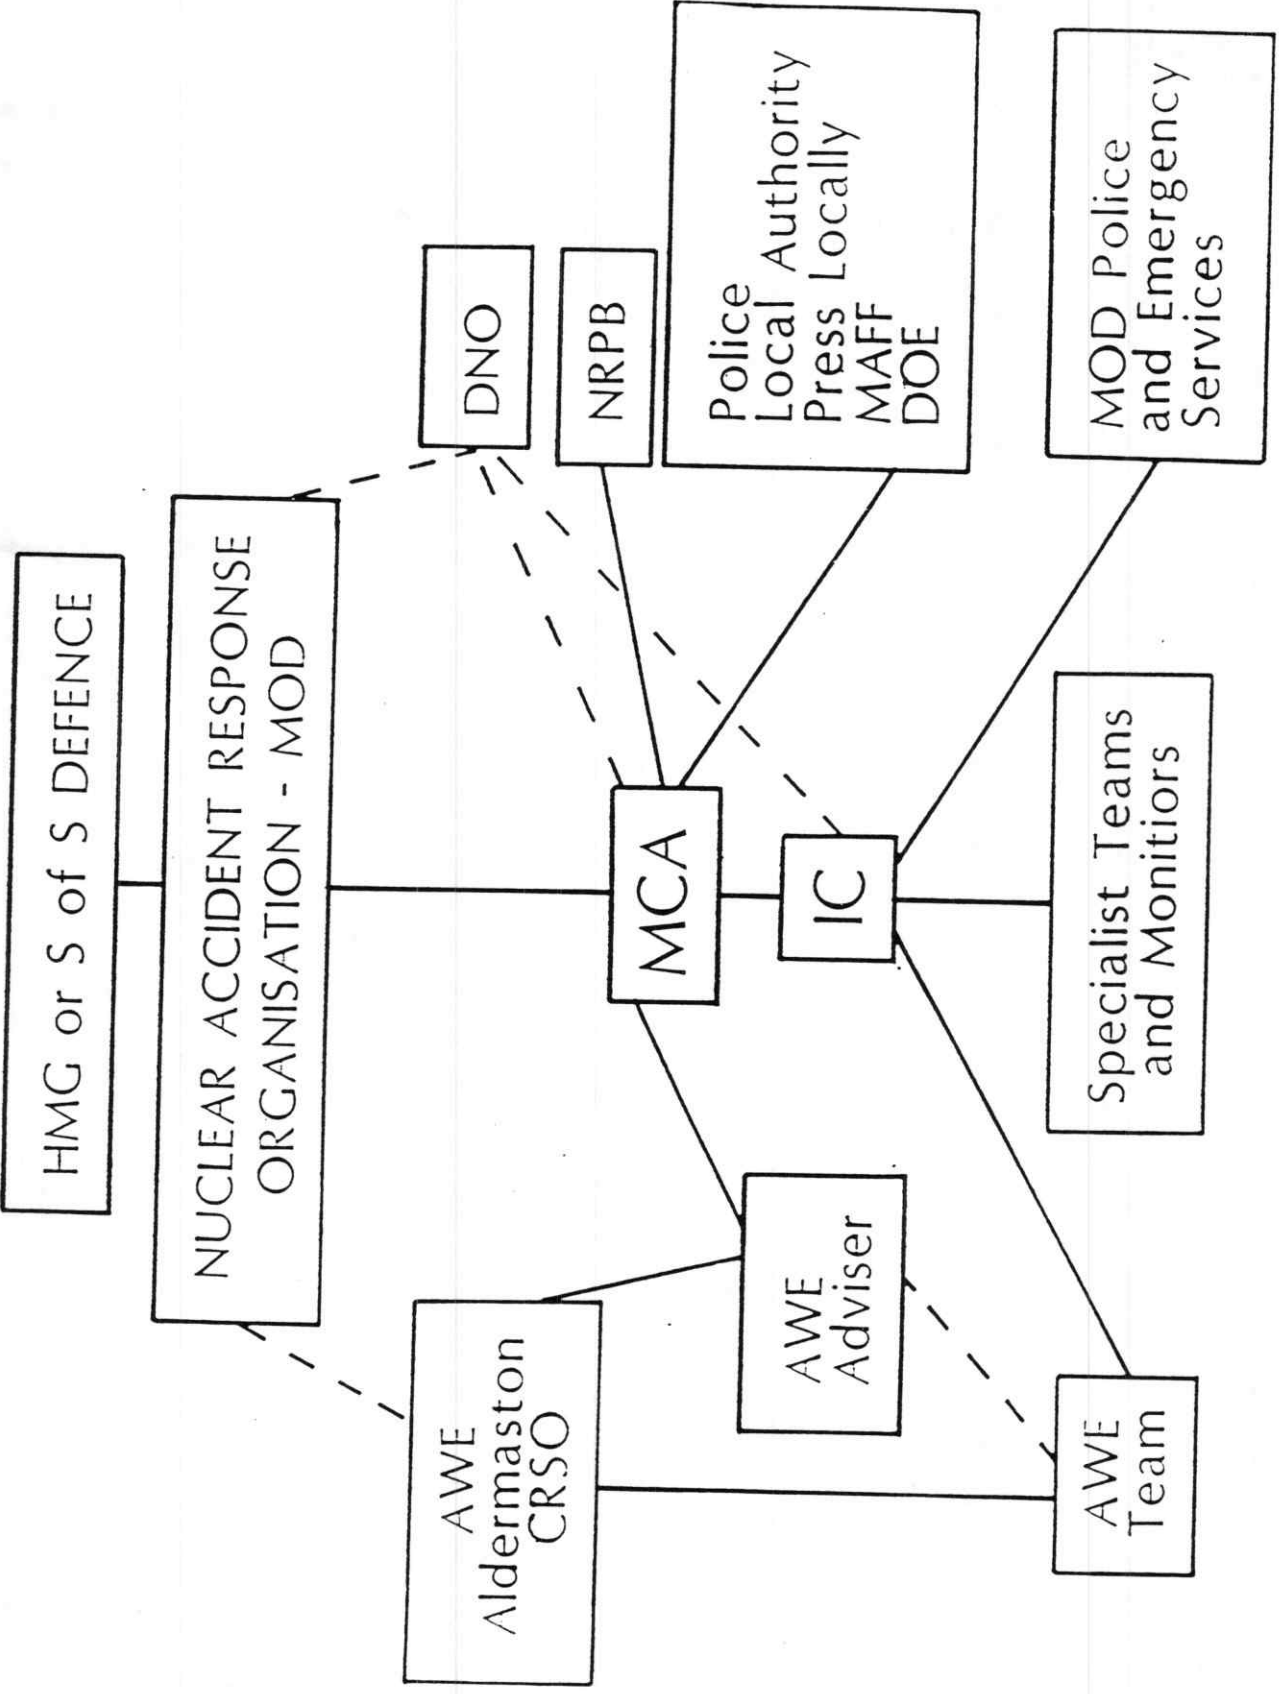 HMG or S of S DEFENCE
NUCLEAR ACCIDENT RESPONSE
ORGANISATION - MOD
AWE
Aldermaston
CRSO
DNO
NRPB
MCA
Police
Local Authority
Press Locally
MAFF
DOE
AWE
Adviser
IC
AWE
Team
Specialist Teams
and Monitiors
MOD Police
and Emergency
Services